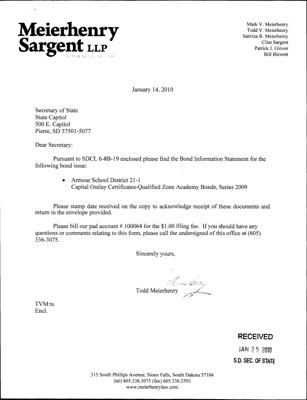 Meierhenry
Sargent LLP
ATTORNEYS AT LAW
Mark V. Meierhenry
Todd V. Meierhenry
Sabrina R. Meierhenry
Clint Sargent
Patrick J. Glover
Bill Blewett
January 14, 2010
Secretary of State
State Capitol
500 E. Capitol
Pierre, SD 57501-5077
Dear Secretary:
Pursuant to SDCL 6-8B-19 enclosed please find the Bond Information Statement for the
following bond issue:
• Armour School District 21-1
Capital Outlay Certificates-Qualified Zone Academy Bonds, Series 2009
Please stamp date received on the copy to acknowledge receipt of these documents and
return in the envelope provided.
Please bill our pad account # 100064 for the $1.00 filing fee. If you should have any
questions or comments relating to this form, please call the undersigned of this office at (605)
336-3075.
Sincerely yours,
Todd Meierhenry
TVM:ts
Encl.
RECEIVED
JAN 25 2010
S.D. SEC. OF STATE
315 South Phillips Avenue, Sioux Falls, South Dakota 57104
(tel) 605.336.3075 (fax) 605.336.2593
www.meierhenrylaw.com